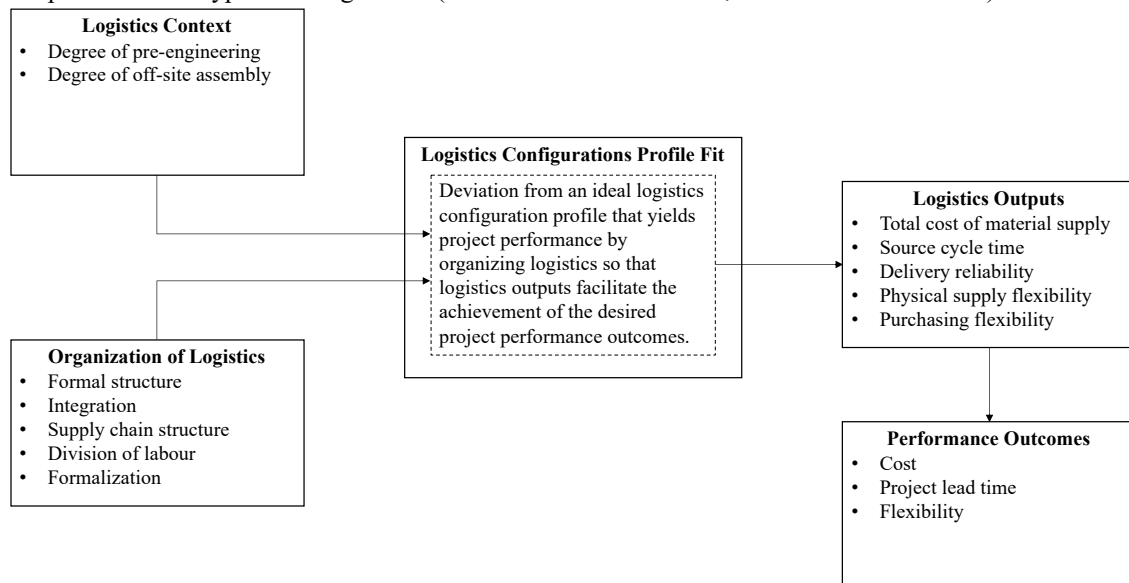 Logistics Context
• Degree of pre-engineering
• Degree of off-site assembly
Logistics Configurations Profile Fit
Deviation from an ideal logistics
configuration profile that yields
project performance by
organizing logistics so that
logistics outputs facilitate the
achievement of the desired
project performance outcomes.
Organization of Logistics
• Formal structure
• Integration
• Supply chain structure
• Division of labour
• Formalization
Logistics Outputs
• Total cost of material supply
• Source cycle time
• Delivery reliability
• Physical supply flexibility
• Purchasing flexibility
Performance Outcomes
• Cost
• Project lead time
• Flexibility